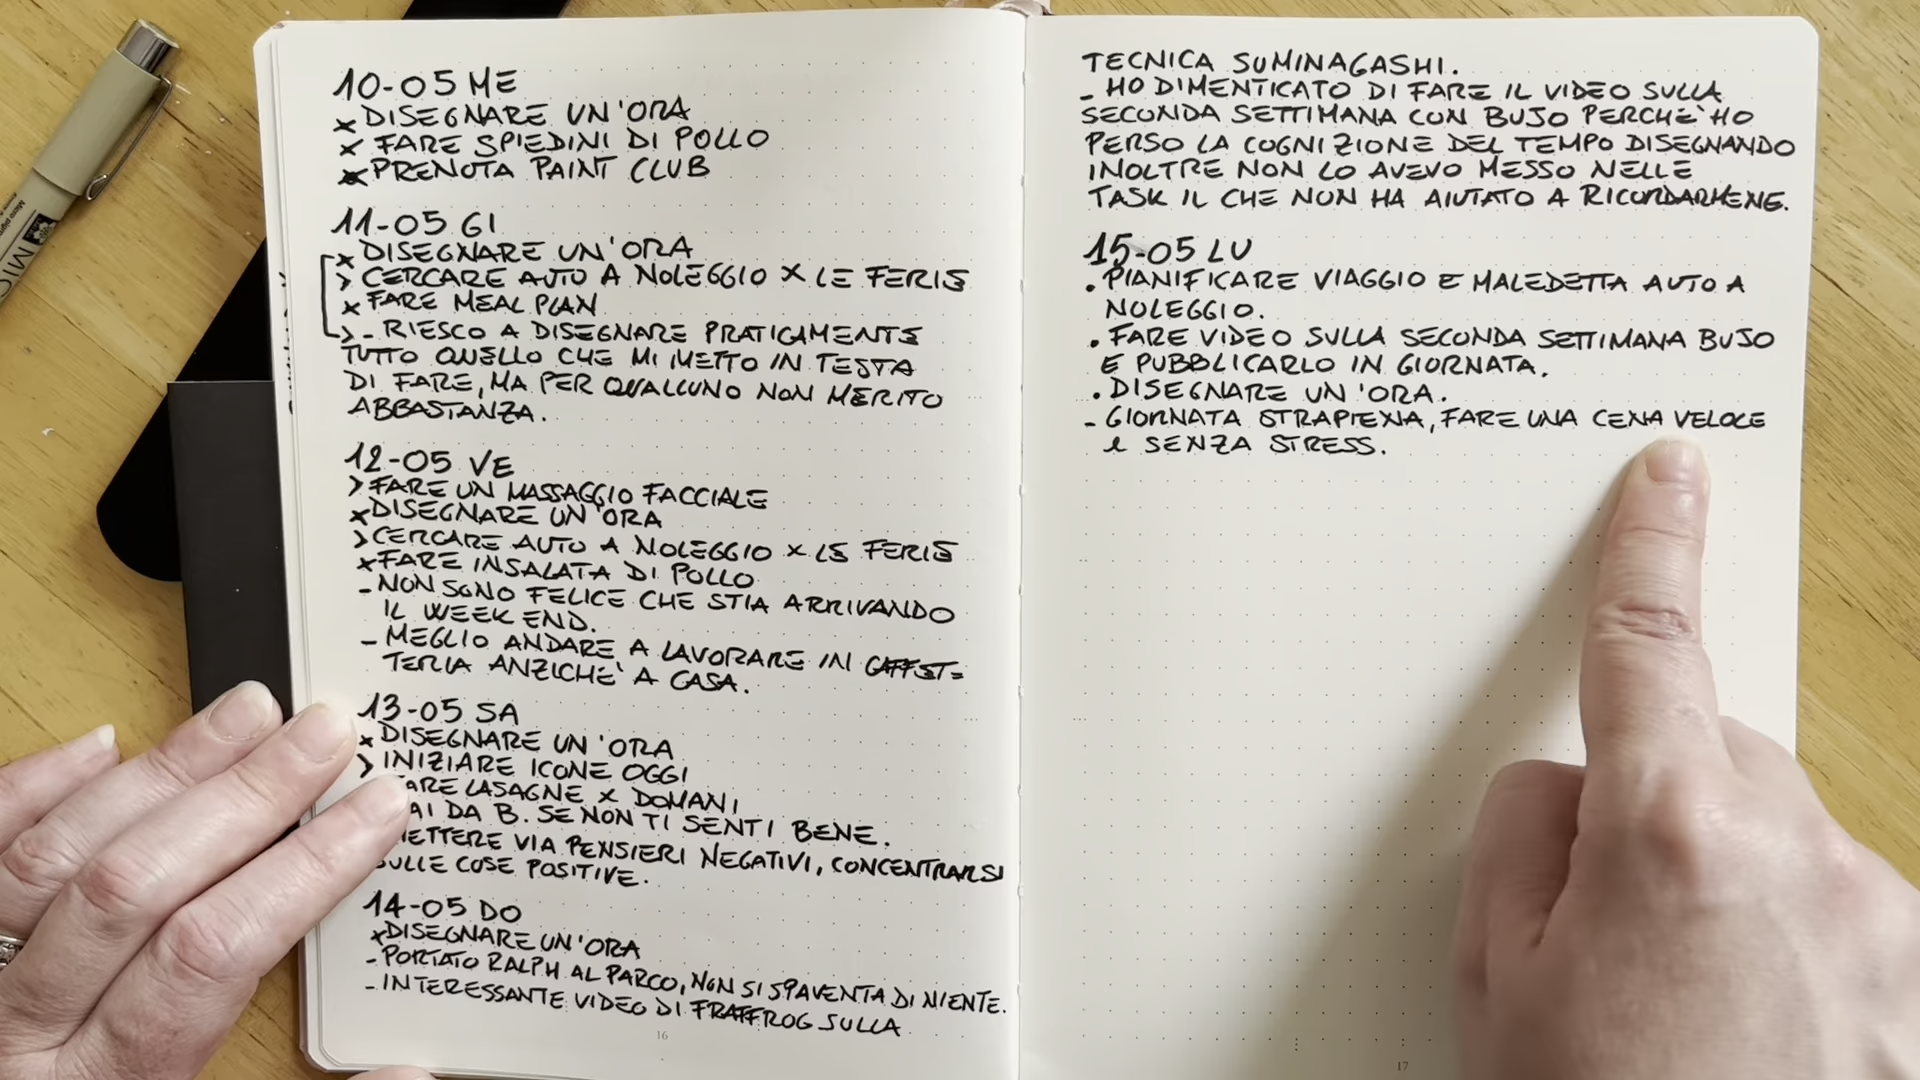 10-05 ME
× DISEGNARE UN'ORA
× FARE SPIEDINI DI POLLO
× PRENOTA PAINT CLUB
11-05 GI
× DISEGNARE UN'ORA
> CERCARE AUTO A NOLEGGIO × LE FERIE
× FARE MEAL PLAN
> - RIESCO A DISEGNARE PRATICAMENTE
TUTTO QUELLO CHE MI METTO IN TESTA
DI FARE, MA PER QUALCUNO NON MERITO
ABBASTANZA.
12-05 VE
> FARE UN MASSAGGIO FACCIALE
× DISEGNARE UN'ORA
> CERCARE AUTO A NOLEGGIO × LE FERIE
× FARE INSALATA DI POLLO
- NON SONO FELICE CHE STIA ARRIVANDO
IL WEEK END.
- MEGLIO ANDARE A LAVORARE IN CAFFET=
TERIA ANZICHÈ A CASA.
13-05 SA
× DISEGNARE UN'ORA
> INIZIARE ICONE OGGI
ARE LASAGNE × DOMANI
AI DA B. SE NON TI SENTI BENE.
METTERE VIA PENSIERI NEGATIVI, CONCENTRARSI
SULLE COSE POSITIVE.
14-05 DO
× DISEGNARE UN'ORA
- PORTATO RALPH AL PARCO, NON SI SPAVENTA DI NIENTE.
- INTERESSANTE VIDEO DI FRAFFROG SULLA
16
TECNICA SUMINAGASHI.
- HO DIMENTICATO DI FARE IL VIDEO SULLA
SECONDA SETTIMANA CON BUJO PERCHÈ HO
PERSO LA COGNIZIONE DEL TEMPO DISEGNANDO
INOLTRE NON LO AVEVO MESSO NELLE
TASK IL CHE NON HA AIUTATO A RICORDARMENE.
15-05 LU
. PIANIFICARE VIAGGIO E MALEDETTA AUTO A
NOLEGGIO.
. FARE VIDEO SULLA SECONDA SETTIMANA BUJO
E PUBBLICARLO IN GIORNATA.
. DISEGNARE UN'ORA.
- GIORNATA STRAPIENA, FARE UNA CENA VELOCE
e SENZA STRESS.
17